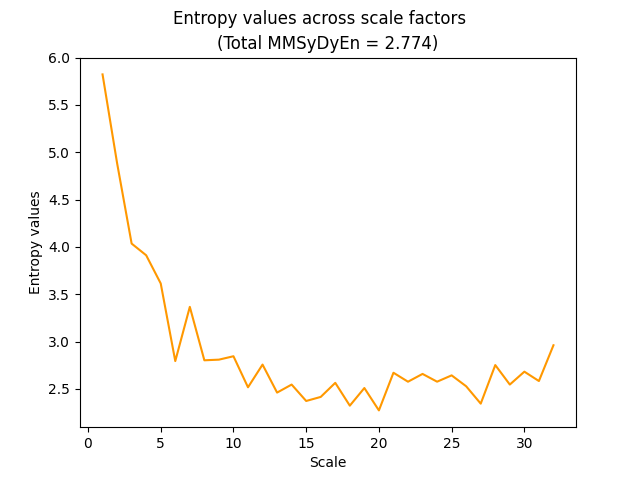 Entropy values across scale factors
(Total MMSyDyEn = 2.774)
6.0
5.5
5.0
4.5
4.0
3.5
3.0
2.5
Entropy values
0 5 10 15 20 25 30
Scale